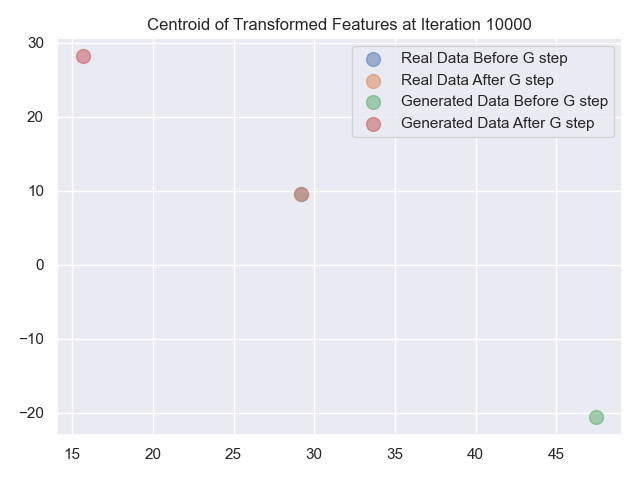 Centroid of Transformed Features at Iteration 10000
Real Data Before G step
Real Data After G step
Generated Data Before G step
Generated Data After G step
30
20
10
0
−10
−20
15 20 25 30 35 40 45